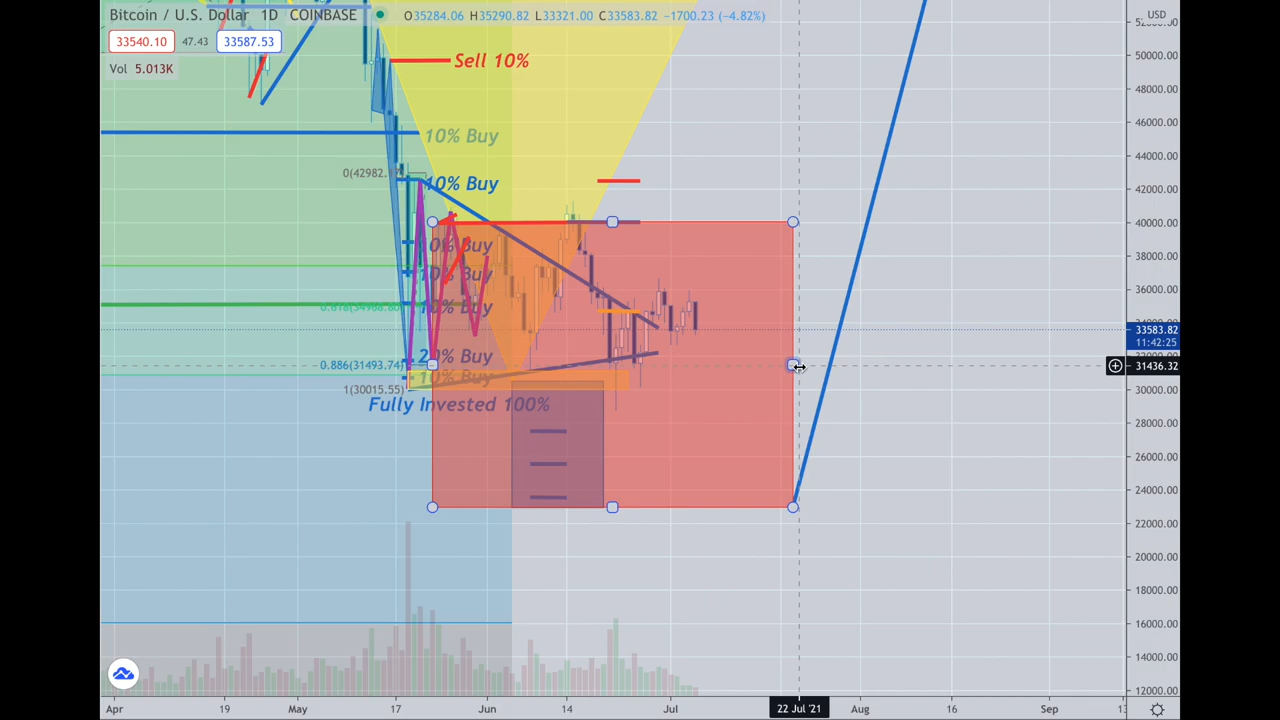 Bitcoin / U.S. Dollar 1D COINBASE O35284.06 H35290.82 L33321.00 C33583.82 −1700.23 (−4.82%)
USD
33540.10 47.43 33587.53
Vol 5.013K
50000.00
48000.00
46000.00
44000.00
42000.00
40000.00
38000.00
36000.00
33583.82
11:42:25
31436.32
30000.00
28000.00
26000.00
24000.00
22000.00
20000.00
18000.00
16000.00
14000.00
12000.00
Sell 10%
10% Buy
10% Buy
10% Buy
10% Buy
10% Buy
10% Buy
Fully Invested 100%
0.886(31493.74)
1(30015.55)
Apr 19 May 17 Jun 14 Jul 22 Jul '21 Aug 16 Sep